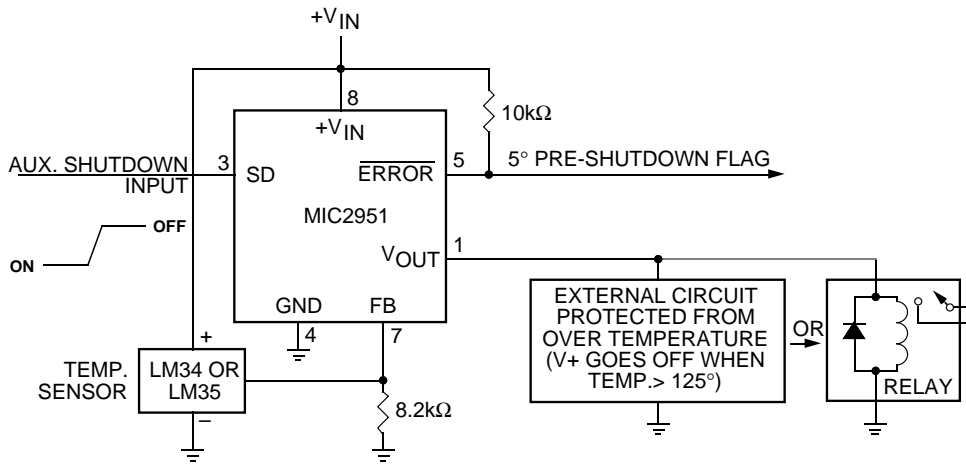 +VIN
8
+VIN
10kΩ
AUX. SHUTDOWN
INPUT
3
SD
ERROR
5
5° PRE-SHUTDOWN FLAG
MIC2951
OFF
ON
VOUT
1
GND
FB
4
7
EXTERNAL CIRCUIT
PROTECTED FROM
OVER TEMPERATURE
(V+ GOES OFF WHEN
TEMP.> 125°)
OR
RELAY
TEMP.
SENSOR
+
LM34 OR
LM35
–
8.2kΩ